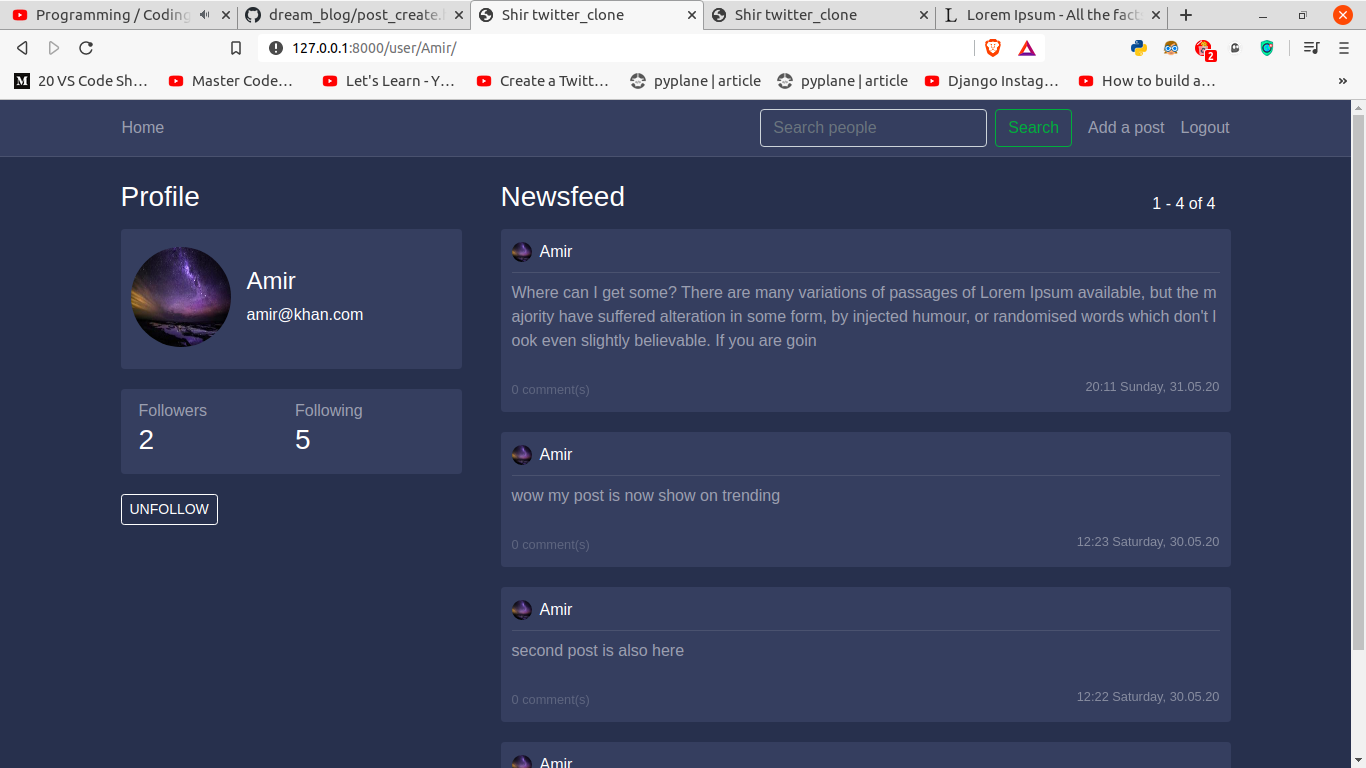 Programming / Coding
dream_blog/post_create.
Shir twitter_clone
Shir twitter_clone
Lorem Ipsum - All the facts
127.0.0.1:8000/user/Amir/
2
M 20 VS Code Sh…
Master Code…
Let's Learn - Y…
Create a Twitt…
pyplane | article
pyplane | article
Django Instag…
How to build a…
»
Home
Search people
Search
Add a post
Logout
Profile
Amir
amir@khan.com
Followers
Following
2
5
UNFOLLOW
Newsfeed
1 - 4 of 4
Amir
Where can I get some? There are many variations of passages of Lorem Ipsum available, but the m
ajority have suffered alteration in some form, by injected humour, or randomised words which don't l
ook even slightly believable. If you are goin
0 comment(s)
20:11 Sunday, 31.05.20
Amir
wow my post is now show on trending
0 comment(s)
12:23 Saturday, 30.05.20
Amir
second post is also here
0 comment(s)
12:22 Saturday, 30.05.20
Amir